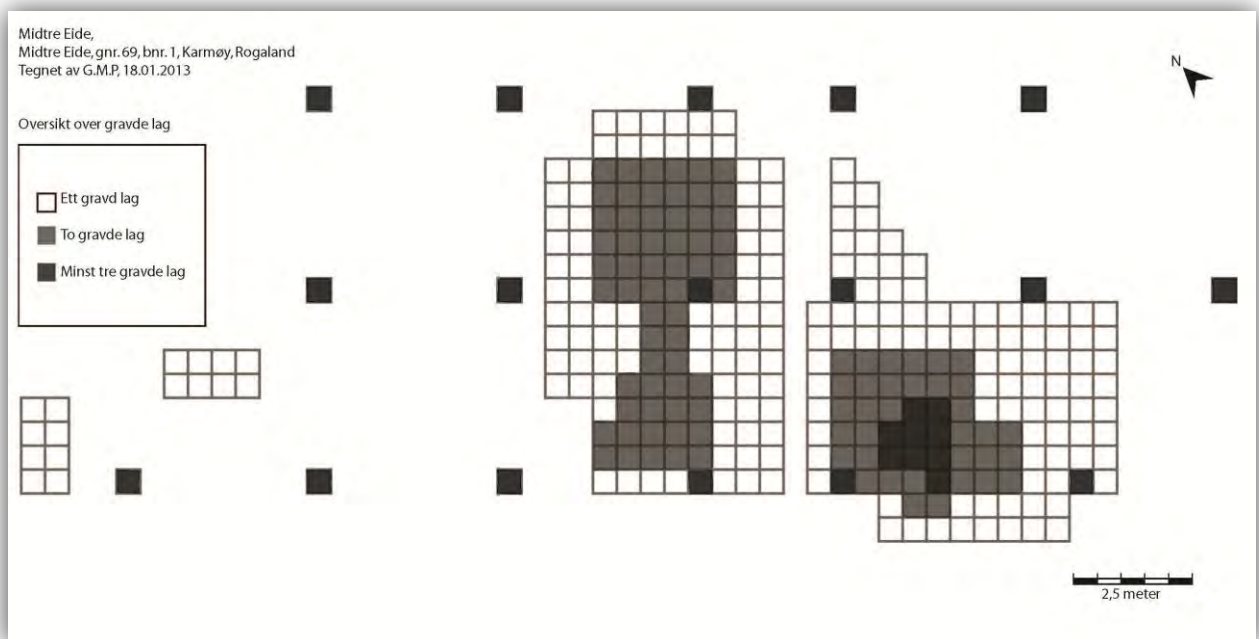 Midtre Eide,
Midtre Eide, gnr. 69, bnr. 1, Karmøy, Rogaland
Tegnet av G.M.P, 18.01.2013
N
Oversikt over gravde lag
Ett gravd lag
To gravde lag
Minst tre gravde lag
2,5 meter